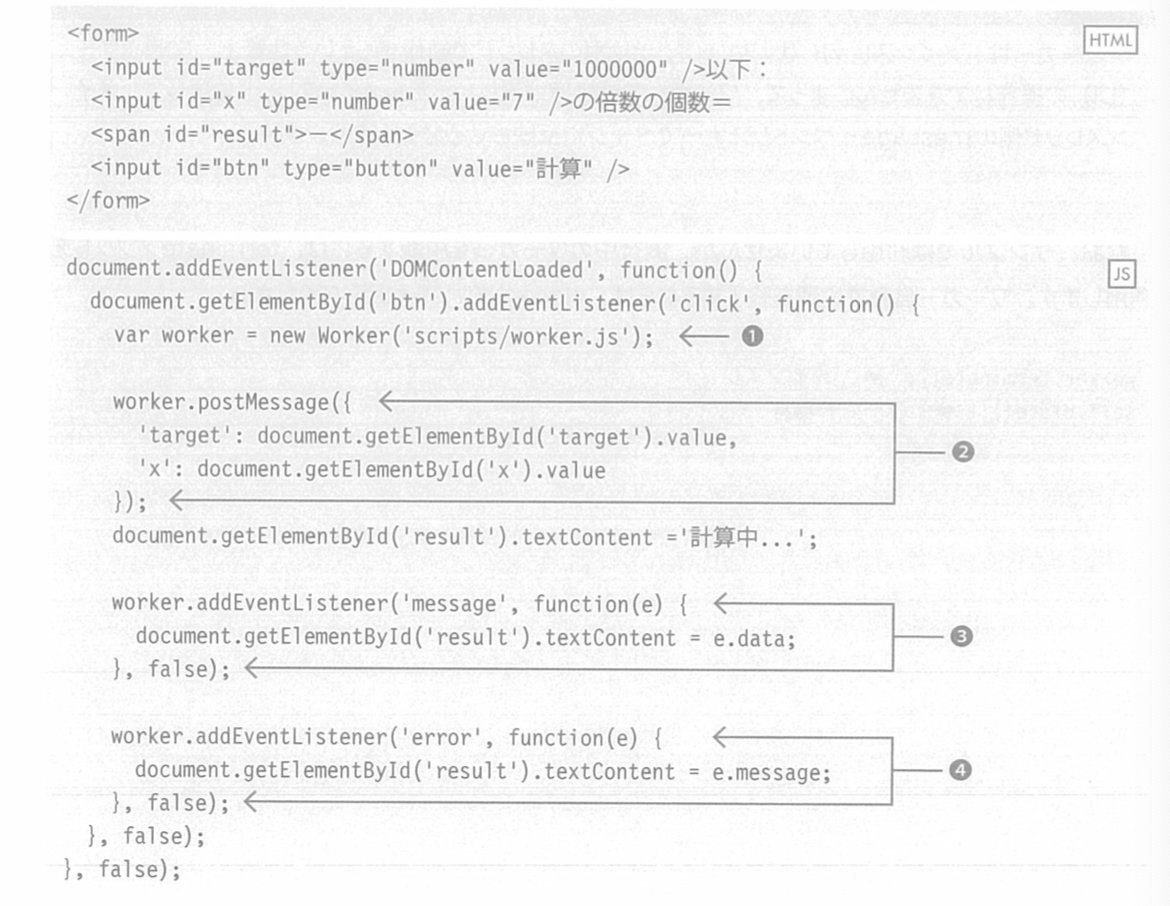 <form>
HTML
<input id="target" type="number" value="1000000" />以下：
<input id="x" type="number" value="7" />の倍数の個数＝
<span id="result">―</span>
<input id="btn" type="button" value="計算" />
</form>
document.addEventListener('DOMContentLoaded', function() {
JS
document.getElementById('btn').addEventListener('click', function() {
var worker = new Worker('scripts/worker.js'); ← ❶
worker.postMessage({
'target': document.getElementById('target').value,
❷
'x': document.getElementById('x').value
});
document.getElementById('result').textContent ='計算中...';
worker.addEventListener('message', function(e) {
document.getElementById('result').textContent = e.data; ❸
}, false);
worker.addEventListener('error', function(e) {
document.getElementById('result').textContent = e.message; ❹
}, false);
}, false);
}, false);